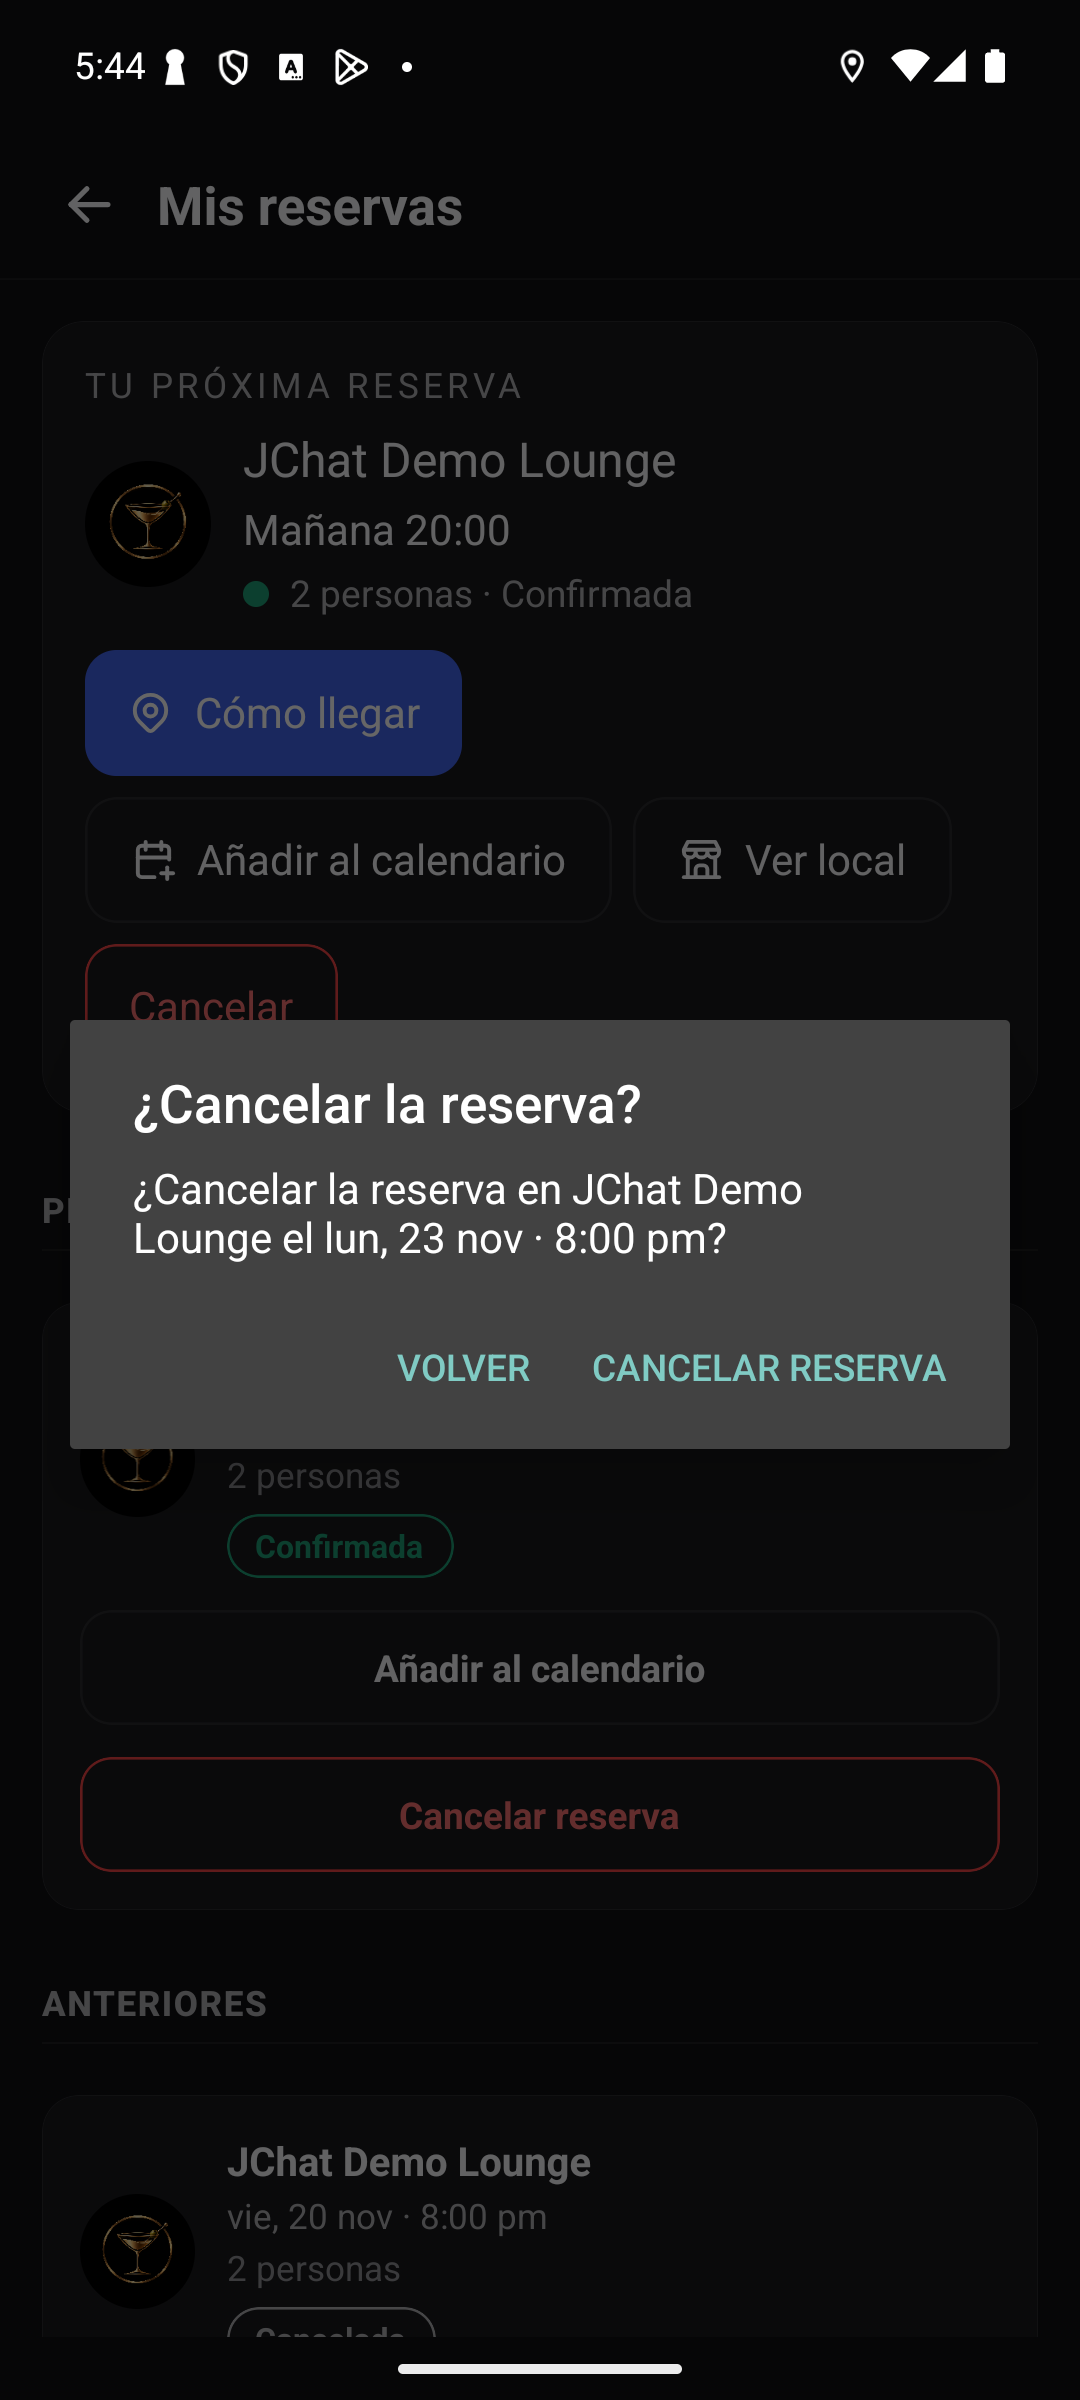 5:44
Mis reservas
TU PRÓXIMA RESERVA
JChat Demo Lounge
Mañana 20:00
2 personas · Confirmada
Cómo llegar
Añadir al calendario
Ver local
Cancelar
¿Cancelar la reserva?
¿Cancelar la reserva en JChat Demo
Lounge el lun, 23 nov · 8:00 pm?
VOLVER
CANCELAR RESERVA
2 personas
Confirmada
Añadir al calendario
Cancelar reserva
ANTERIORES
JChat Demo Lounge
vie, 20 nov · 8:00 pm
2 personas